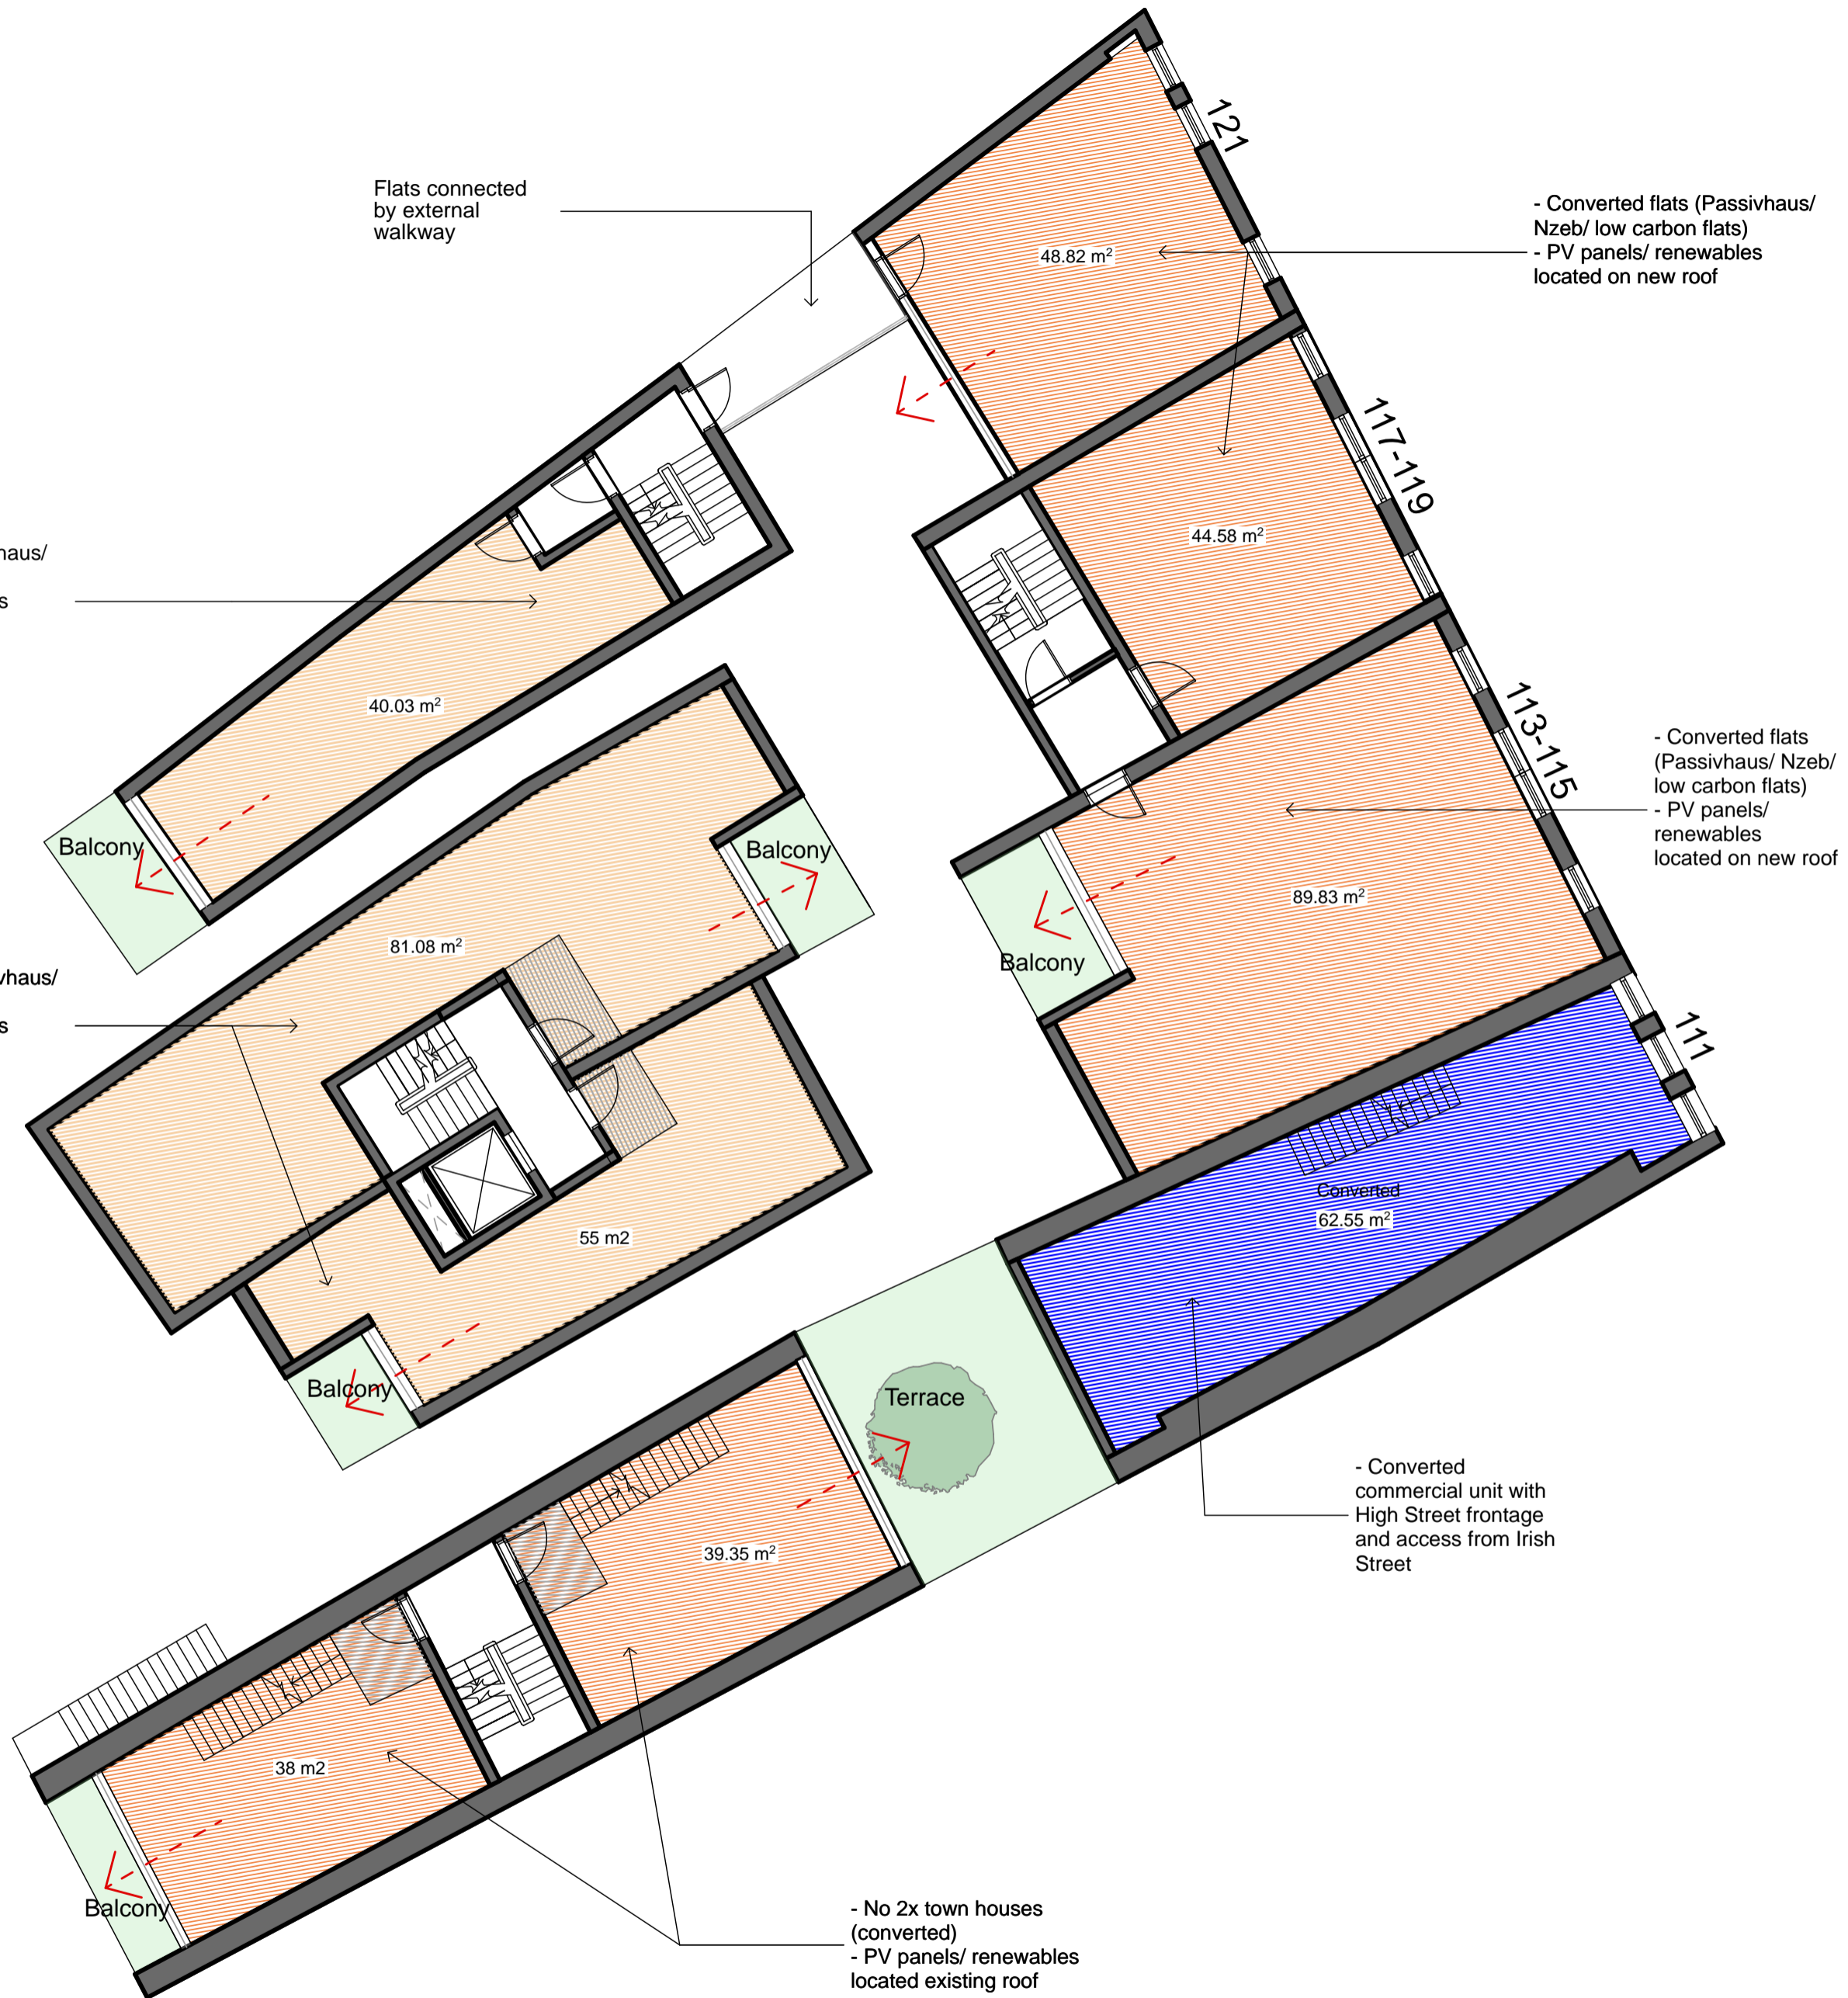 121
Flats connected
by external
walkway
- Converted flats (Passivhaus/
Nzeb/ low carbon flats)
- PV panels/ renewables
located on new roof
48.82 m²
117-119
44.58 m²
haus/
s
40.03 m²
113-115
- Converted flats
(Passivhaus/ Nzeb/
low carbon flats)
- PV panels/
renewables
located on new roof
Balcony
Balcony
89.83 m²
81.08 m²
Balcony
vhaus/
s
111
Converted
62.55 m²
55 m2
Balcony
Terrace
- Converted
commercial unit with
High Street frontage
and access from Irish
Street
39.35 m²
38 m2
Balcony
- No 2x town houses
(converted)
- PV panels/ renewables
located existing roof